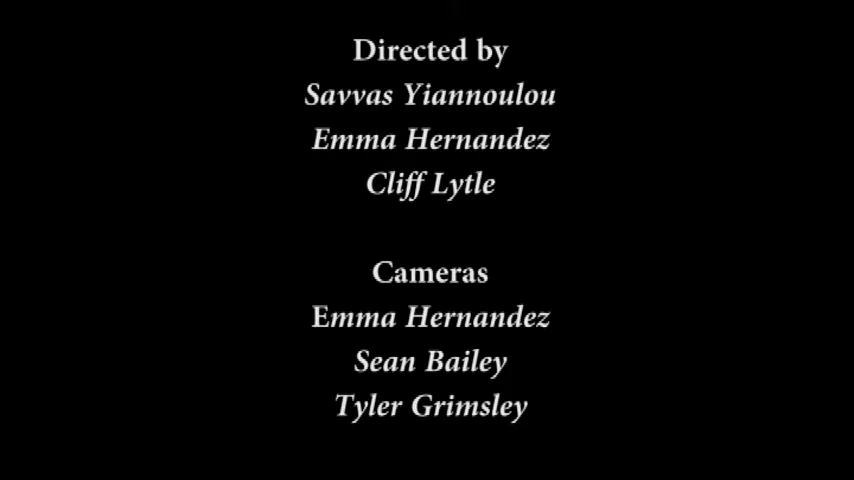 Directed by
Savvas Yiannoulou
Emma Hernandez
Cliff Lytle
Cameras
Emma Hernandez
Sean Bailey
Tyler Grimsley